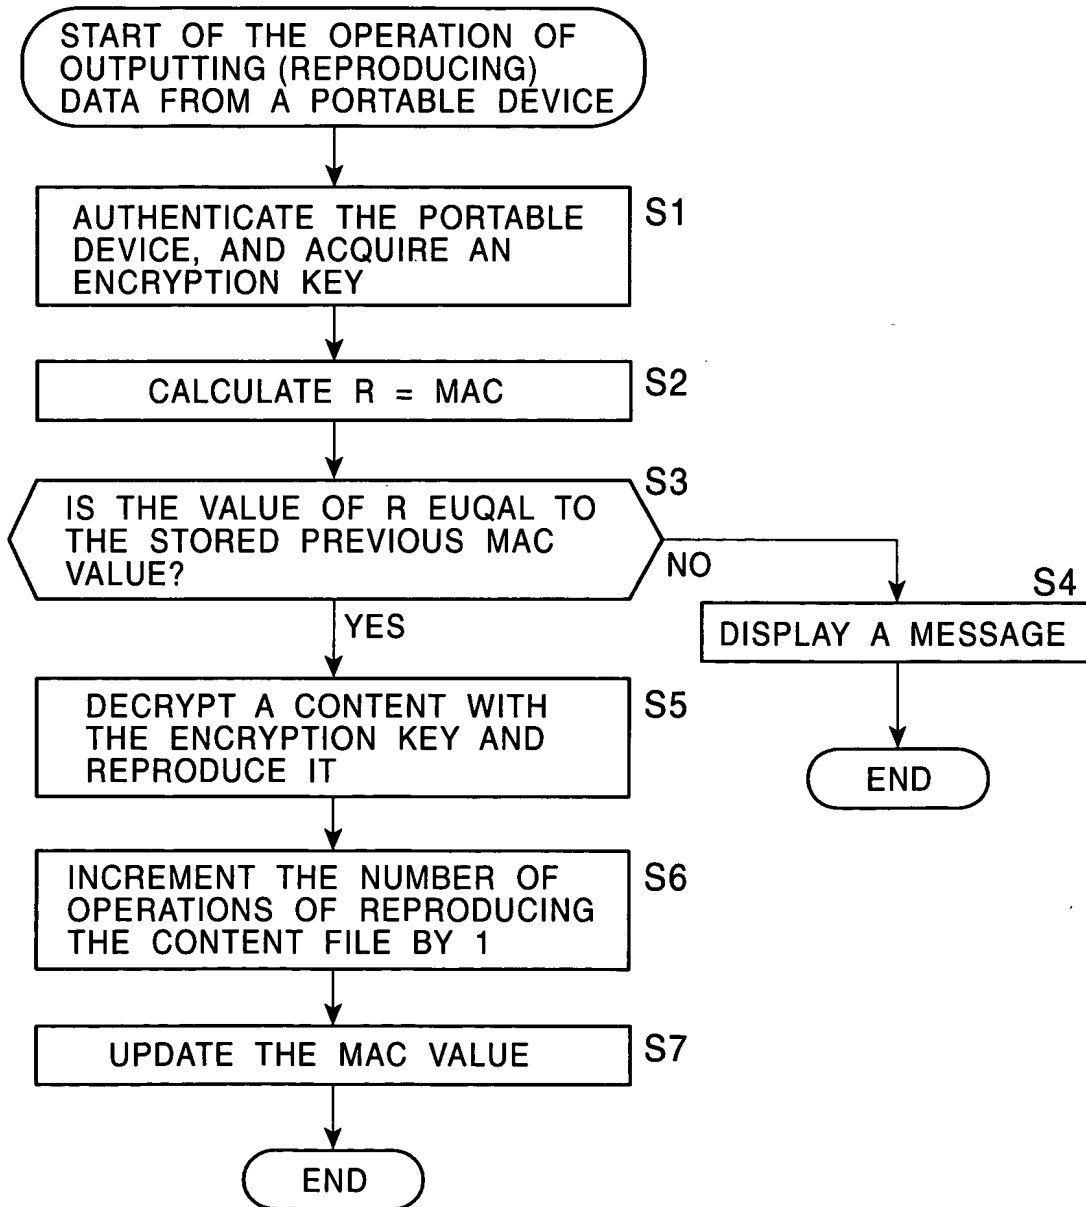 START OF THE OPERATION OF
OUTPUTTING (REPRODUCING)
DATA FROM A PORTABLE DEVICE
AUTHENTICATE THE PORTABLE
DEVICE, AND ACQUIRE AN
ENCRYPTION KEY
S1
CALCULATE R = MAC
S2
IS THE VALUE OF R EUQAL TO
THE STORED PREVIOUS MAC
VALUE?
S3
NO
YES
S4
DISPLAY A MESSAGE
END
DECRYPT A CONTENT WITH
THE ENCRYPTION KEY AND
REPRODUCE IT
S5
INCREMENT THE NUMBER OF
OPERATIONS OF REPRODUCING
THE CONTENT FILE BY 1
S6
UPDATE THE MAC VALUE
S7
END